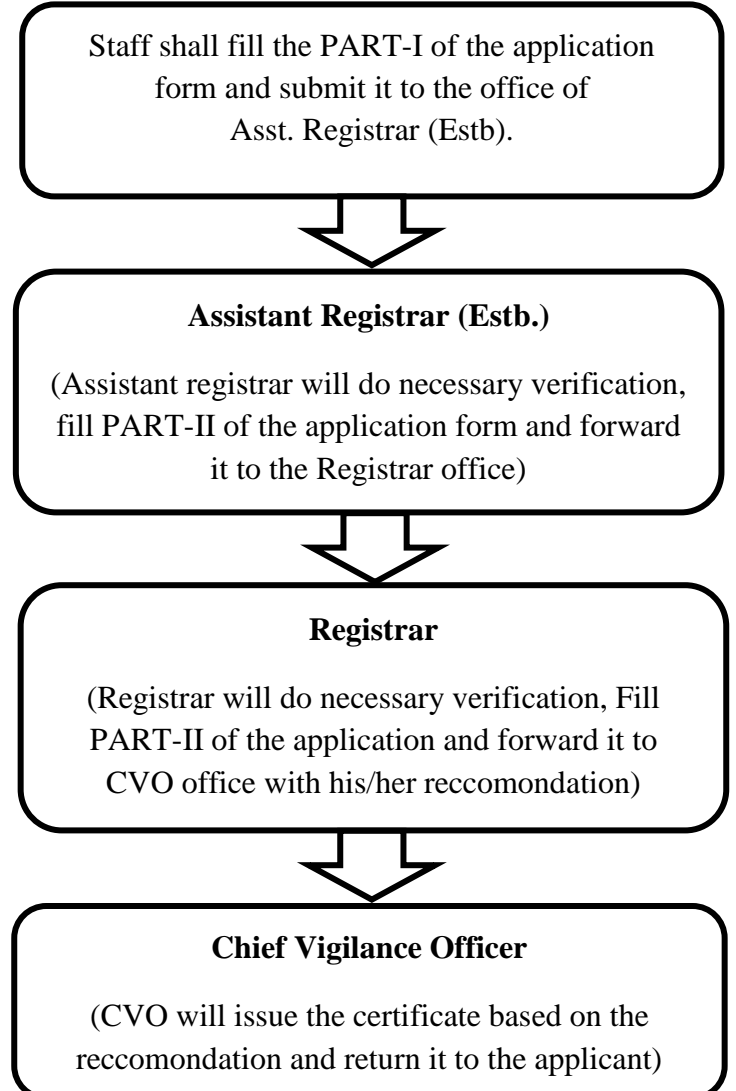 Staff shall fill the PART-I of the application
form and submit it to the office of
Asst. Registrar (Estb).
Assistant Registrar (Estb.)
(Assistant registrar will do necessary verification,
fill PART-II of the application form and forward
it to the Registrar office)
Registrar
(Registrar will do necessary verification, Fill
PART-II of the application and forward it to
CVO office with his/her reccomondation)
Chief Vigilance Officer
(CVO will issue the certificate based on the
reccomondation and return it to the applicant)